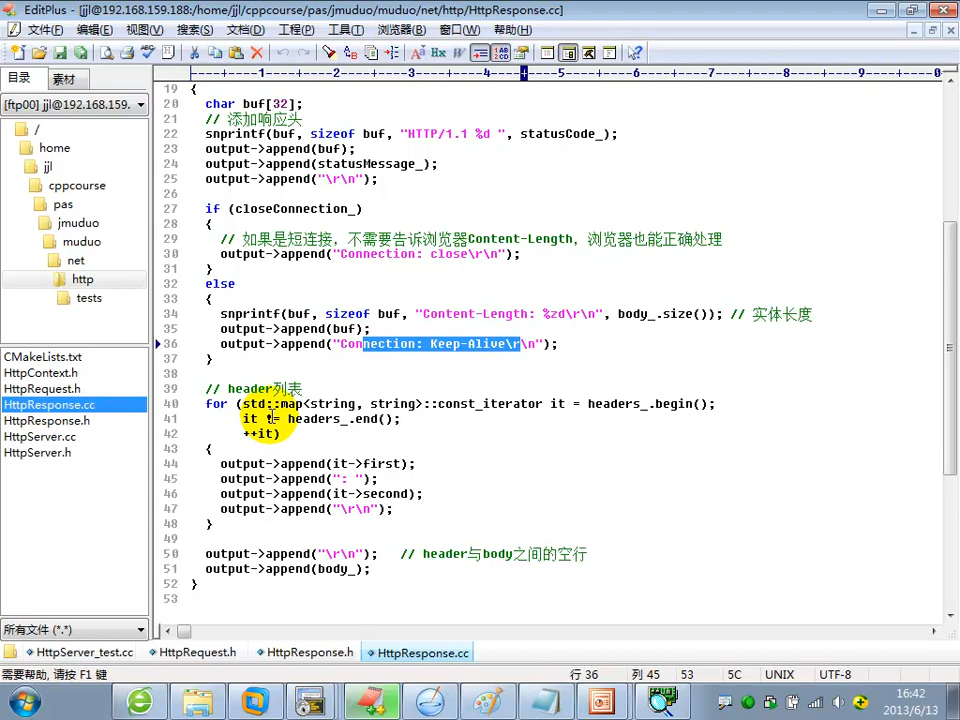 EditPlus - [\\192.168.159.188:/home/jjl/cppcourse/pas/jmuduo/muduo/net/http/HttpResponse.cc]
文件(F) 编辑(E) 视图(V) 搜索(S) 文档(D) 工程(P) 工具(T) 浏览器(B) 窗口(W) 帮助(H)
目录 素材
----+----1----+----2----+----3----+----4----+----5----+----6----+----7----+----8----+----9----+----0
[ftp00] jjl@192.168.159.
/
home
jjl
cppcourse
pas
jmuduo
muduo
net
http
tests
CMakeLists.txt
HttpContext.h
HttpRequest.h
HttpResponse.cc
HttpResponse.h
HttpServer.cc
HttpServer.h
所有文件 (*.*)
19 {
20 char buf[32];
21 // 添加响应头
22 snprintf(buf, sizeof buf, "HTTP/1.1 %d ", statusCode_);
23 output->append(buf);
24 output->append(statusMessage_);
25 output->append("\r\n");
26
27 if (closeConnection_)
28 {
29 // 如果是短连接，不需要告诉浏览器Content-Length，浏览器也能正确处理
30 output->append("Connection: close\r\n");
31 }
32 else
33 {
34 snprintf(buf, sizeof buf, "Content-Length: %zd\r\n", body_.size()); // 实体长度
35 output->append(buf);
36 output->append("Connection: Keep-Alive\r\n");
37 }
38
39 // header列表
40 for (std::map<string, string>::const_iterator it = headers_.begin();
41 it != headers_.end();
42 ++it)
43 {
44 output->append(it->first);
45 output->append(": ");
46 output->append(it->second);
47 output->append("\r\n");
48 }
49
50 output->append("\r\n"); // header与body之间的空行
51 output->append(body_);
52 }
53
HttpServer_test.cc HttpRequest.h HttpResponse.h HttpResponse.cc
需要帮助, 请按 F1 键 行 36 列 45 53 5C UNIX UTF-8
16:42
2013/6/13